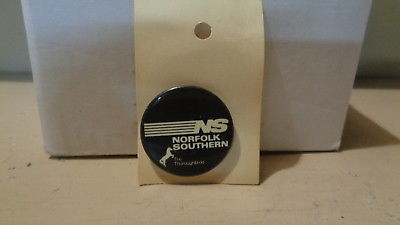 NS
NORFOLK
SOUTHERN
The
Thoroughbred